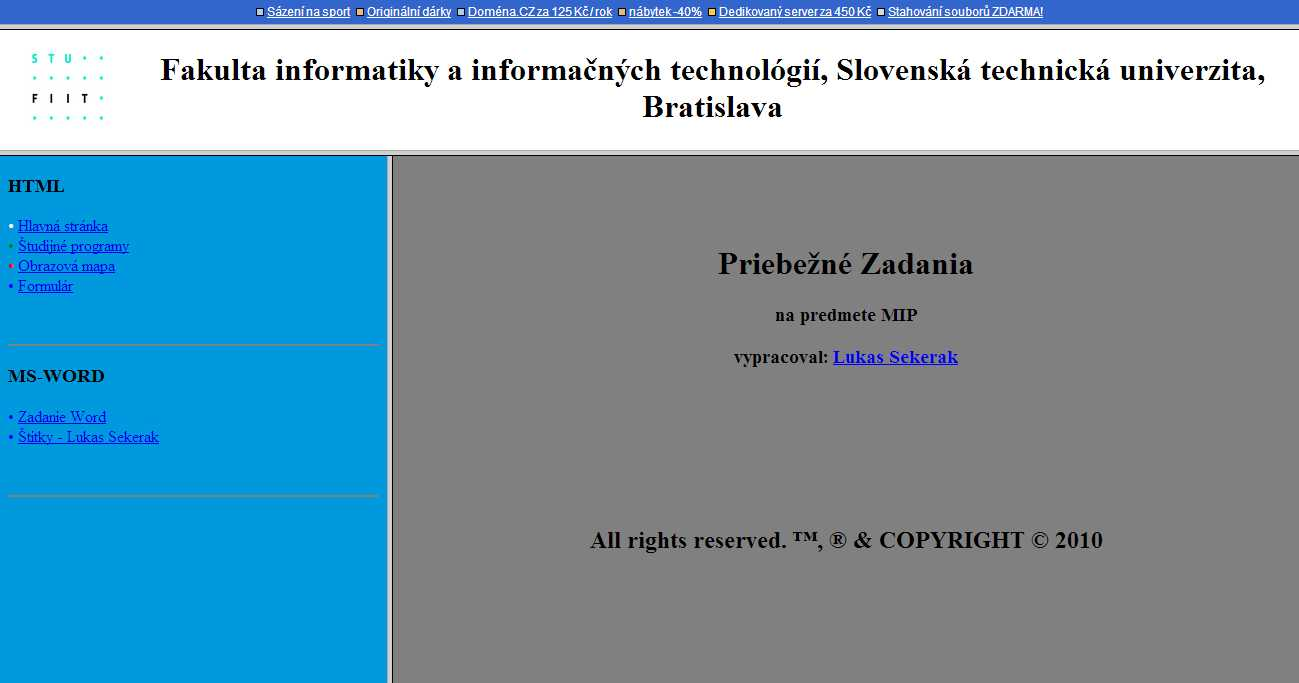 Sázení na sport Originální dárky Doména.CZ za 125 Kč / rok nábytek -40% Dedikovaný server za 450 Kč Stahování souborů ZDARMA!
S T U
F I I T
Fakulta informatiky a informačných technológií, Slovenská technická univerzita,
Bratislava
HTML
• Hlavná stránka
• Študijné programy
• Obrazová mapa
• Formulár
MS-WORD
• Zadanie Word
• Štítky - Lukas Sekerak
Priebežné Zadania
na predmete MIP
vypracoval: Lukas Sekerak
All rights reserved. ™, ® & COPYRIGHT © 2010